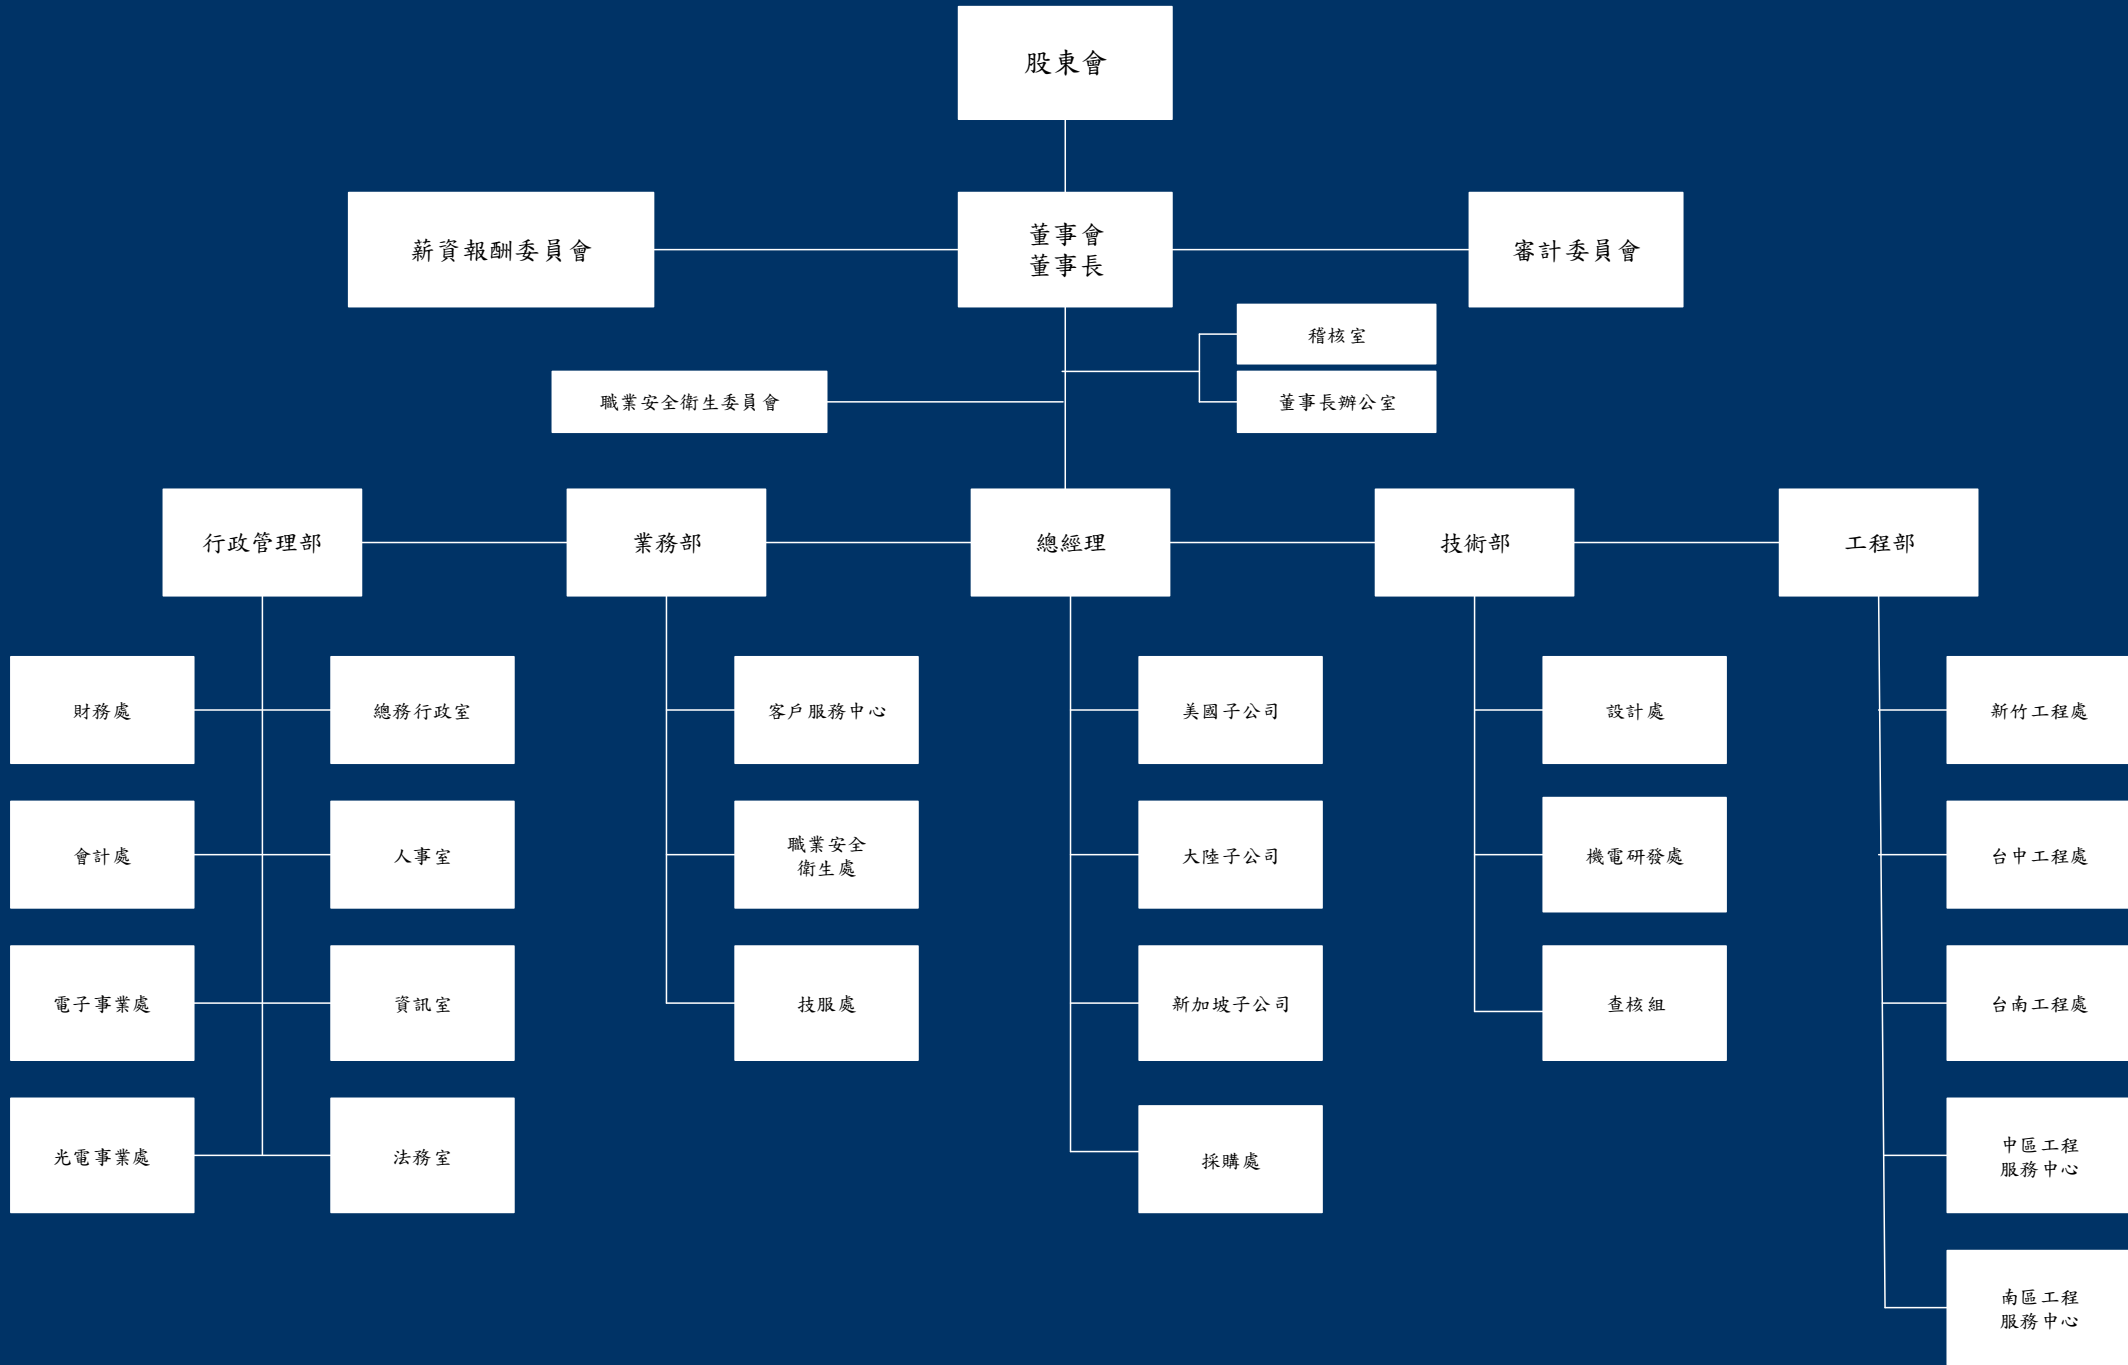 股東會
薪資報酬委員會
董事會
董事長
審計委員會
稽核室
職業安全衛生委員會
董事長辦公室
行政管理部
業務部
總經理
技術部
工程部
財務處
總務行政室
客戶服務中心
美國子公司
設計處
新竹工程處
會計處
人事室
職業安全
衛生處
大陸子公司
機電研發處
台中工程處
電子事業處
資訊室
技服處
新加坡子公司
查核組
台南工程處
光電事業處
法務室
採購處
中區工程
服務中心
南區工程
服務中心